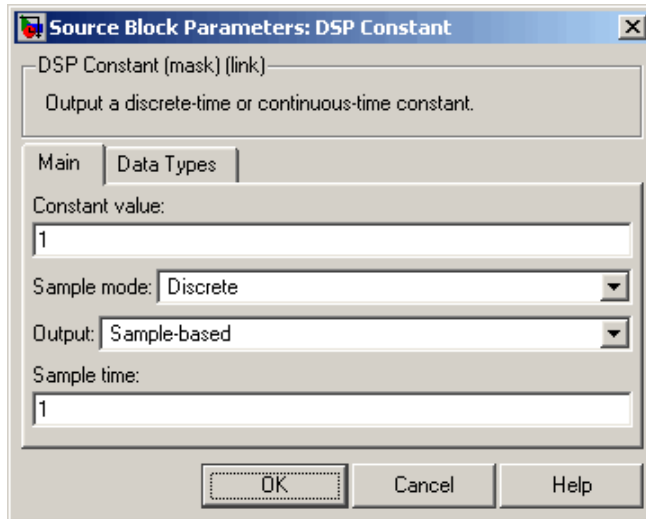 Source Block Parameters: DSP Constant
DSP Constant (mask) (link)
Output a discrete-time or continuous-time constant.
Main Data Types
Constant value:
1
Sample mode: Discrete
Output: Sample-based
Sample time:
1
OK Cancel Help